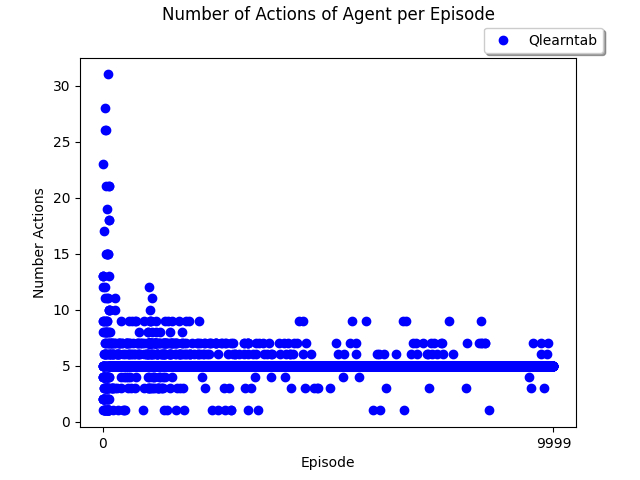 Number of Actions of Agent per Episode
Qlearntab
30
25
20
15
10
5
0
Number Actions
0
9999
Episode